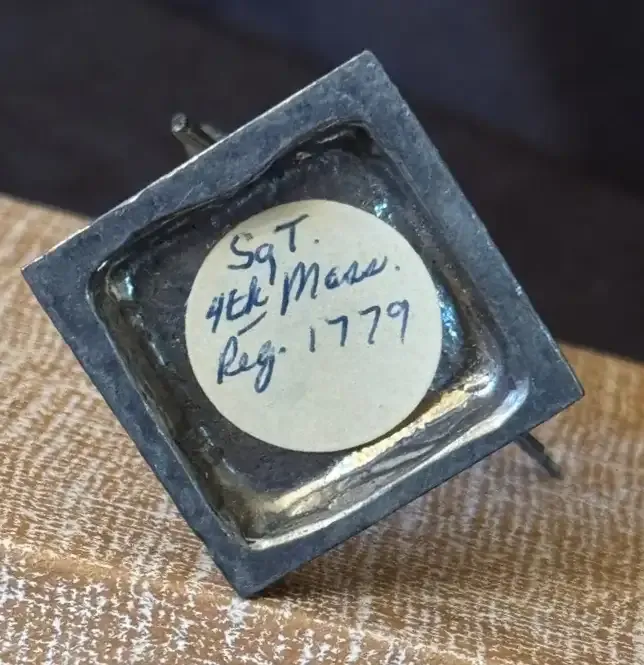 SgT.
4th Mass.
Reg. 1779